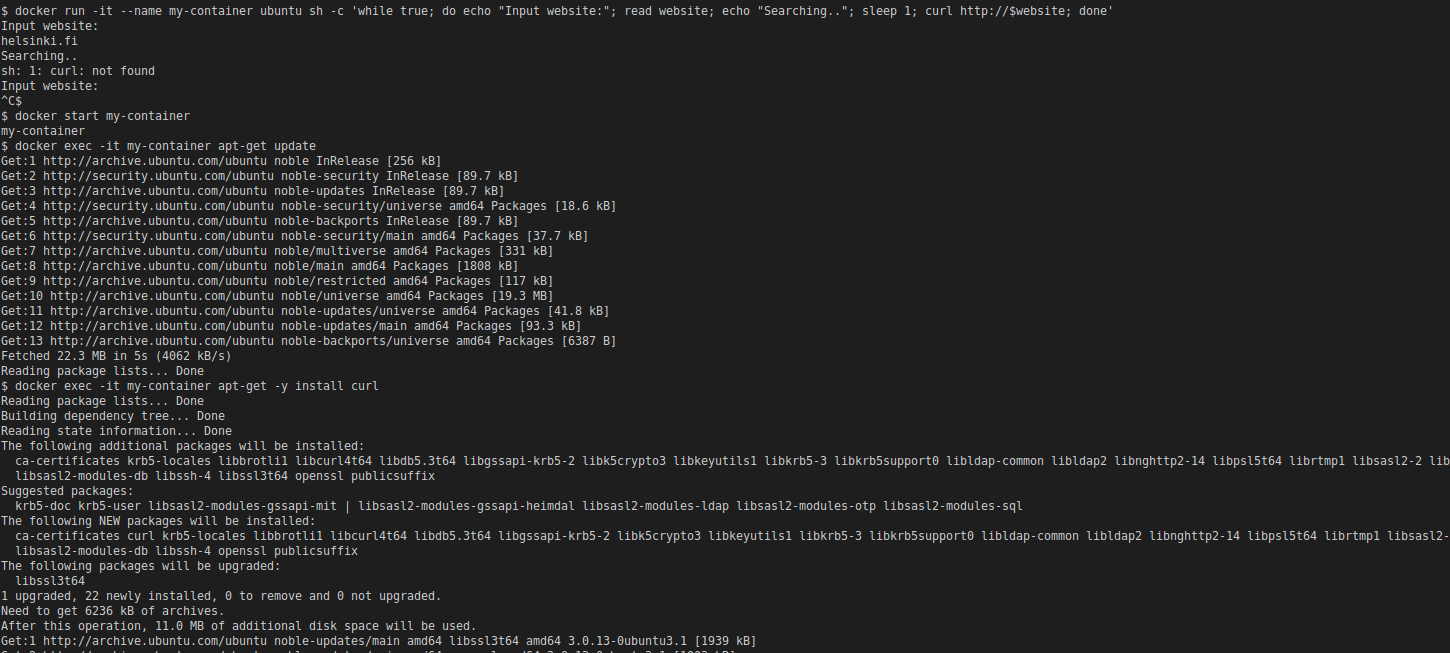 $ docker run -it --name my-container ubuntu sh -c 'while true; do echo "Input website:"; read website; echo "Searching.."; sleep 1; curl http://$website; done'
Input website:
helsinki.fi
Searching..
sh: 1: curl: not found
Input website:
^C$
$ docker start my-container
my-container
$ docker exec -it my-container apt-get update
Get:1 http://archive.ubuntu.com/ubuntu noble InRelease [256 kB]
Get:2 http://security.ubuntu.com/ubuntu noble-security InRelease [89.7 kB]
Get:3 http://archive.ubuntu.com/ubuntu noble-updates InRelease [89.7 kB]
Get:4 http://security.ubuntu.com/ubuntu noble-security/universe amd64 Packages [18.6 kB]
Get:5 http://archive.ubuntu.com/ubuntu noble-backports InRelease [89.7 kB]
Get:6 http://security.ubuntu.com/ubuntu noble-security/main amd64 Packages [37.7 kB]
Get:7 http://archive.ubuntu.com/ubuntu noble/multiverse amd64 Packages [331 kB]
Get:8 http://archive.ubuntu.com/ubuntu noble/main amd64 Packages [1808 kB]
Get:9 http://archive.ubuntu.com/ubuntu noble/restricted amd64 Packages [117 kB]
Get:10 http://archive.ubuntu.com/ubuntu noble/universe amd64 Packages [19.3 MB]
Get:11 http://archive.ubuntu.com/ubuntu noble-updates/universe amd64 Packages [41.8 kB]
Get:12 http://archive.ubuntu.com/ubuntu noble-updates/main amd64 Packages [93.3 kB]
Get:13 http://archive.ubuntu.com/ubuntu noble-backports/universe amd64 Packages [6387 B]
Fetched 22.3 MB in 5s (4062 kB/s)
Reading package lists... Done
$ docker exec -it my-container apt-get -y install curl
Reading package lists... Done
Building dependency tree... Done
Reading state information... Done
The following additional packages will be installed:
  ca-certificates krb5-locales libbrotli1 libcurl4t64 libdb5.3t64 libgssapi-krb5-2 libk5crypto3 libkeyutils1 libkrb5-3 libkrb5support0 libldap-common libldap2 libnghttp2-14 libpsl5t64 librtmp1 libsasl2-2 lib
  libsasl2-modules-db libssh-4 libssl3t64 openssl publicsuffix
Suggested packages:
  krb5-doc krb5-user libsasl2-modules-gssapi-mit | libsasl2-modules-gssapi-heimdal libsasl2-modules-ldap libsasl2-modules-otp libsasl2-modules-sql
The following NEW packages will be installed:
  ca-certificates curl krb5-locales libbrotli1 libcurl4t64 libdb5.3t64 libgssapi-krb5-2 libk5crypto3 libkeyutils1 libkrb5-3 libkrb5support0 libldap-common libldap2 libnghttp2-14 libpsl5t64 librtmp1 libsasl2-
  libsasl2-modules-db libssh-4 openssl publicsuffix
The following packages will be upgraded:
  libssl3t64
1 upgraded, 22 newly installed, 0 to remove and 0 not upgraded.
Need to get 6236 kB of archives.
After this operation, 11.0 MB of additional disk space will be used.
Get:1 http://archive.ubuntu.com/ubuntu noble-updates/main amd64 libssl3t64 amd64 3.0.13-0ubuntu3.1 [1939 kB]